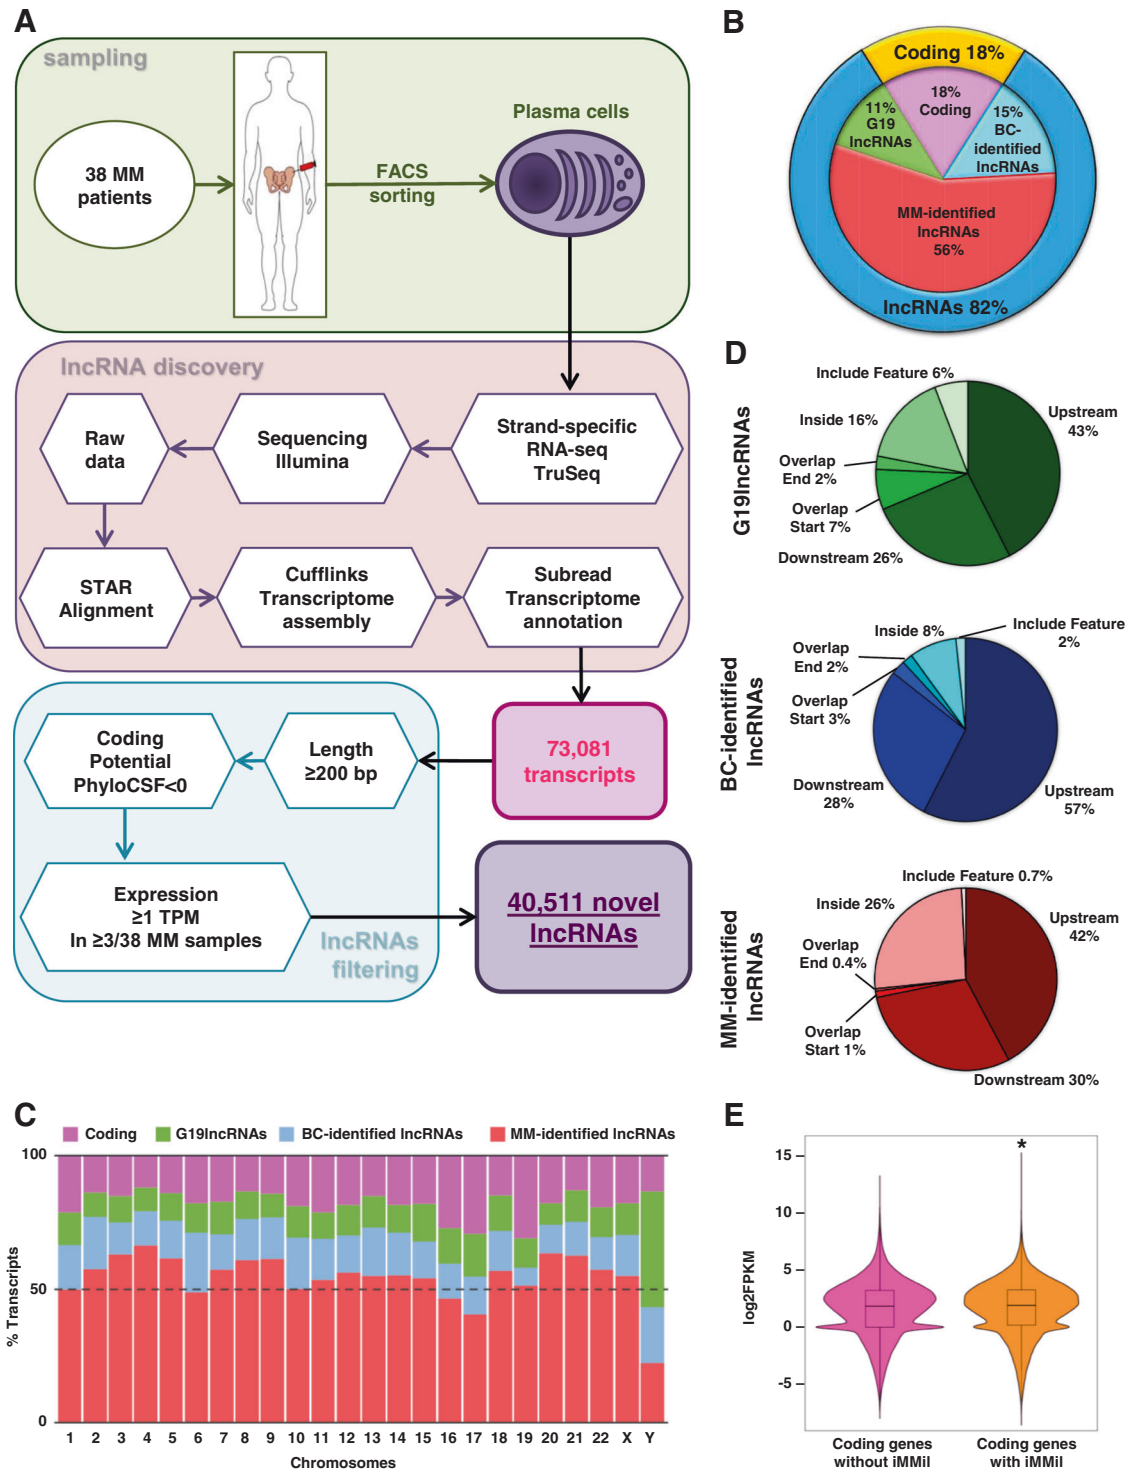 A
sampling
38 MM
patients
FACS
sorting
Plasma cells
lncRNA discovery
Raw
data
Sequencing
Illumina
Strand-specific
RNA-seq
TruSeq
STAR
Alignment
Cufflinks
Transcriptome
assembly
Subread
Transcriptome
annotation
Coding
Potential
PhyloCSF<0
Length
≥200 bp
73,081
transcripts
Expression
≥1 TPM
In ≥3/38 MM samples
lncRNAs
filtering
40,511 novel
lncRNAs
B
Coding 18%
18%
Coding
11%
G19
lncRNAs
15%
BC-
identified
lncRNAs
MM-identified
lncRNAs
56%
lncRNAs 82%
D
G19lncRNAs
Include Feature 6%
Inside 16%
Overlap
End 2%
Overlap
Start 7%
Downstream 26%
Upstream
43%
BC-identified
lncRNAs
Inside 8%
Include Feature
2%
Overlap
End 2%
Overlap
Start 3%
Downstream
28%
Upstream
57%
MM-identified
lncRNAs
Include Feature 0.7%
Inside 26%
Overlap
End 0.4%
Overlap
Start 1%
Upstream
42%
Downstream 30%
C
Coding
G19lncRNAs
BC-identified lncRNAs
MM-identified lncRNAs
% Transcripts
100
50
0
1 2 3 4 5 6 7 8 9 10 11 12 13 14 15 16 17 18 19 20 21 22 X Y
Chromosomes
E
log2FPKM
15
10
5
0
-5
*
Coding genes
without iMMil
Coding genes
with iMMil